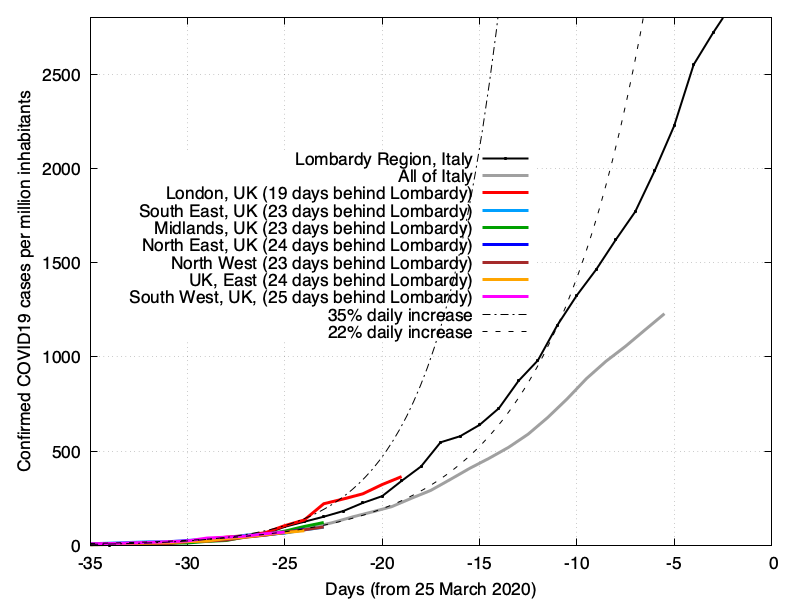 2500
2000
1500
1000
500
0
Confirmed COVID19 cases per million inhabitants
Lombardy Region, Italy
All of Italy
London, UK (19 days behind Lombardy)
South East, UK (23 days behind Lombardy)
Midlands, UK (23 days behind Lombardy)
North East, UK (24 days behind Lombardy)
North West (23 days behind Lombardy)
UK, East (24 days behind Lombardy)
South West, UK, (25 days behind Lombardy)
35% daily increase
22% daily increase
-35 -30 -25 -20 -15 -10 -5 0
Days (from 25 March 2020)